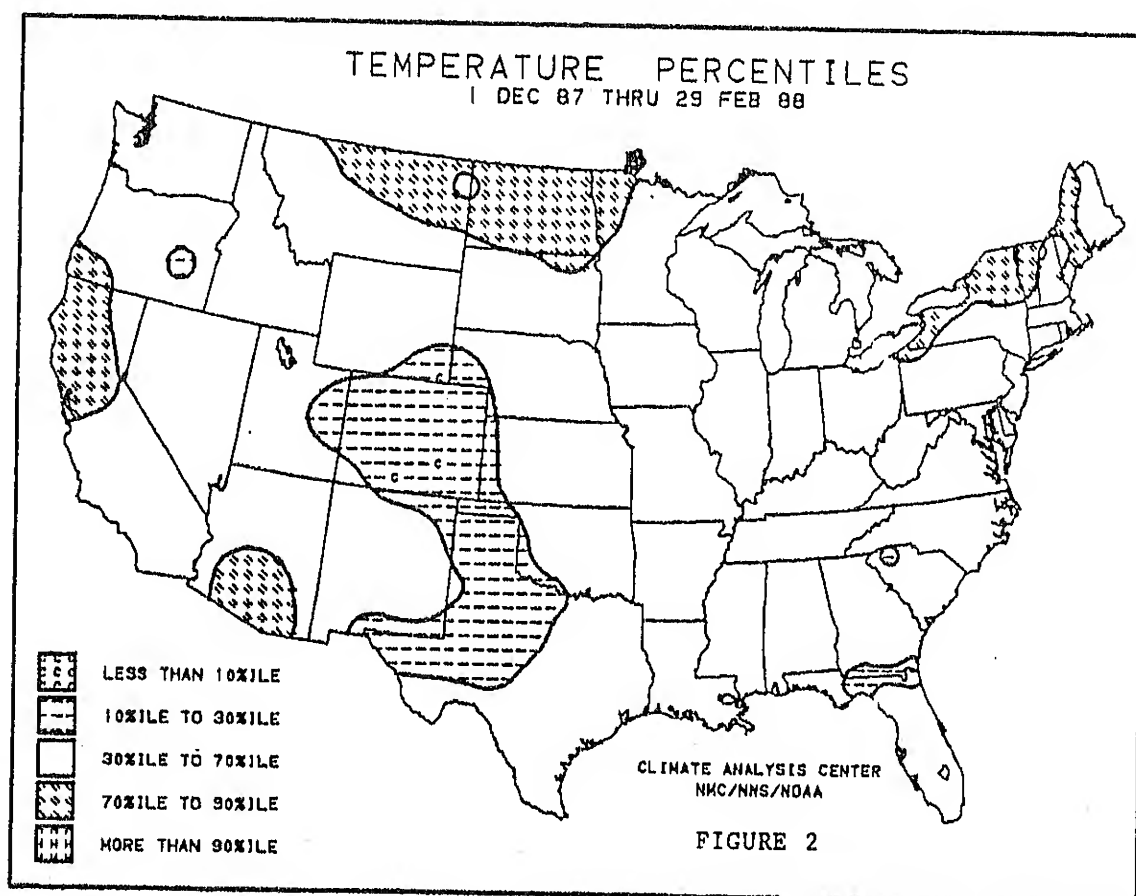 TEMPERATURE PERCENTILES
1 DEC 87 THRU 29 FEB 88
C
C
C
C LESS THAN 10%ILE
10%ILE TO 30%ILE
30%ILE TO 70%ILE
70%ILE TO 90%ILE
MORE THAN 90%ILE
CLIMATE ANALYSIS CENTER
NMC/NWS/NOAA
FIGURE 2